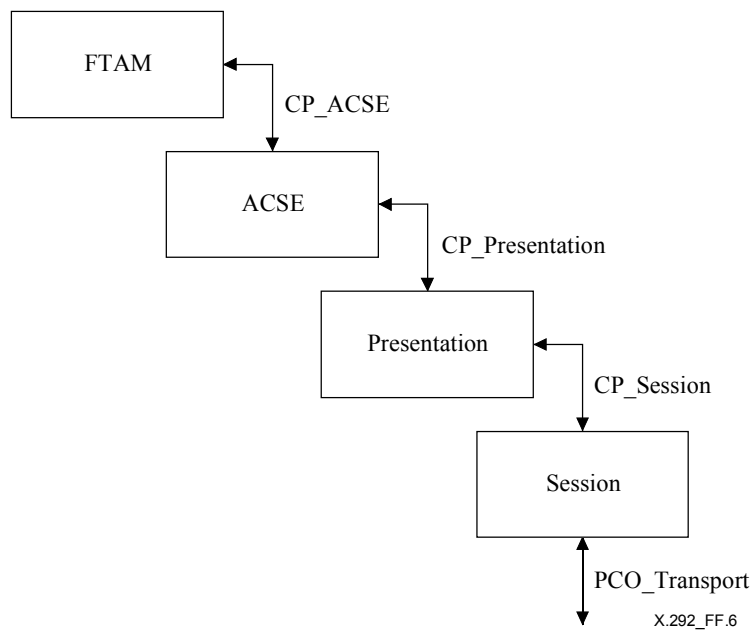 FTAM
CP_ACSE
ACSE
CP_Presentation
Presentation
CP_Session
Session
PCO_Transport
X.292_FF.6